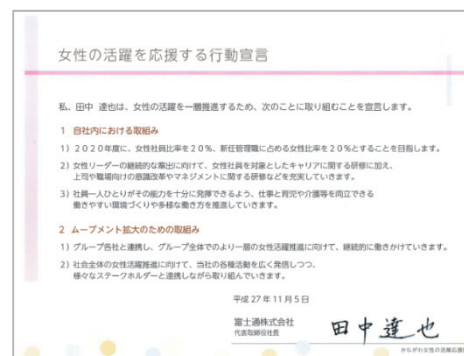 女性の活躍を応援する行動宣言
私、田中 達也は、女性の活躍を一層推進するため、次のことに取り組むことを宣言します。
1 自社内における取組み
1）2020年度に、女性社員比率を20％、新任管理職に占める女性比率を20％とすることを目指します。
2）女性リーダーの継続的な輩出に向けて、女性社員を対象としたキャリアに関する研修に加え、
上司や職場向けの意識改革やマネジメントに関する研修などを充実していきます。
3）社員一人ひとりがその能力を十分に発揮できるよう、仕事と育児や介護等を両立できる
働きやすい環境づくりや多様な働き方を推進していきます。
2 ムーブメント拡大のための取組み
1）グループ各社と連携し、グループ全体でのより一層の女性活躍推進に向けて、継続的に働きかけていきます。
2）社会全体の女性活躍推進に向けて、当社の各種活動を広く発信しつつ、
様々なステークホルダーと連携しながら取り組んでいきます。
平成 27 年 11 月 5 日
富士通株式会社
代表取締役社長
田中達也
かながわ女性の活躍応援団